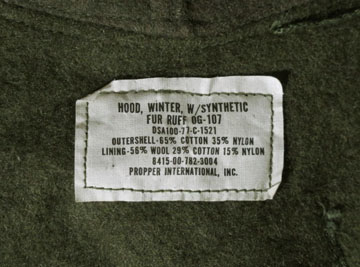 HOOD, WINTER, W/SYNTHETIC
FUR RUFF OG-107
DSA100-77-C-1521
OUTERSHELL-65% COTTON 35% NYLON
LINING-56% WOOL 29% COTTON 15% NYLON
8415-00-782-3004
PROPPER INTERNATIONAL, INC.